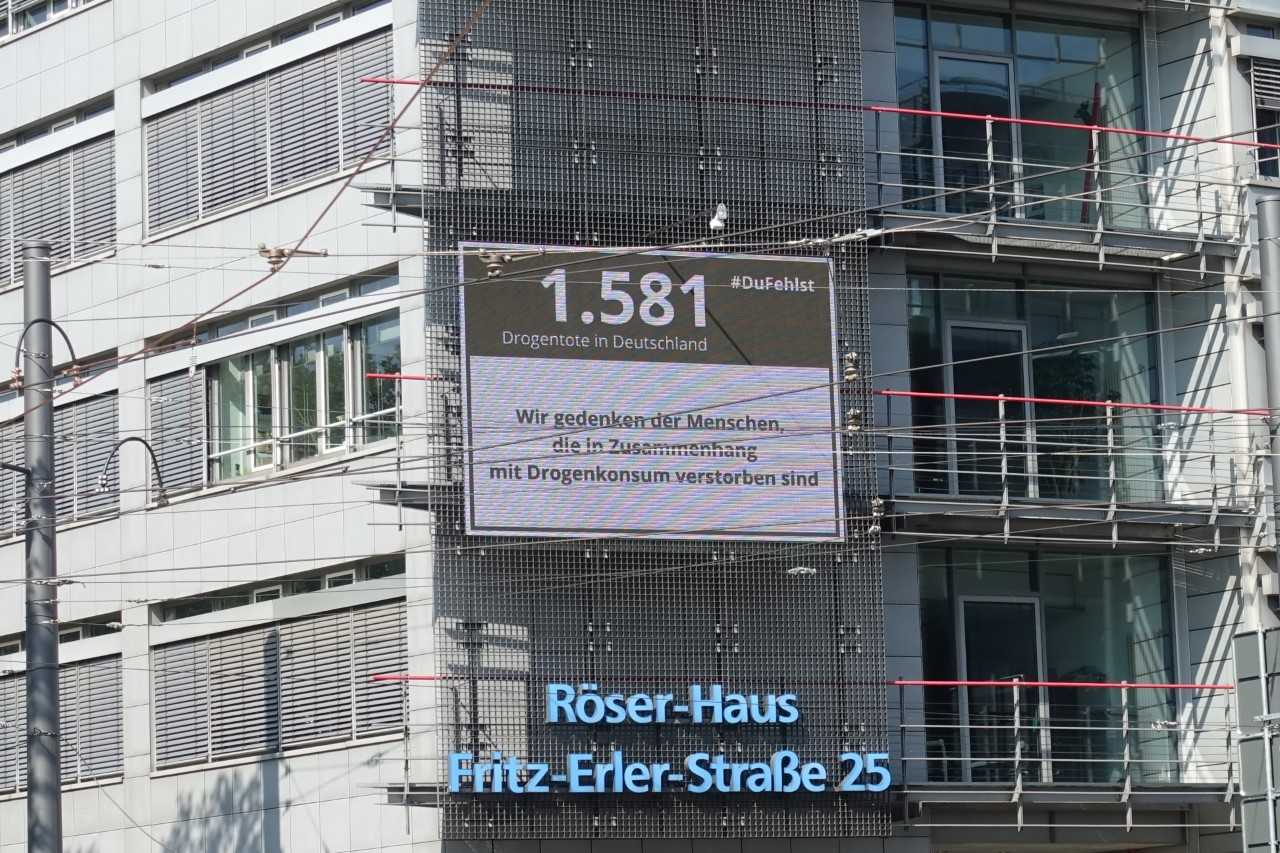 1.581
#DuFehlst
Drogentote in Deutschland
Wir gedenken der Menschen,
die in Zusammenhang
mit Drogenkonsum verstorben sind
Röser-Haus
Fritz-Erler-Straße 25